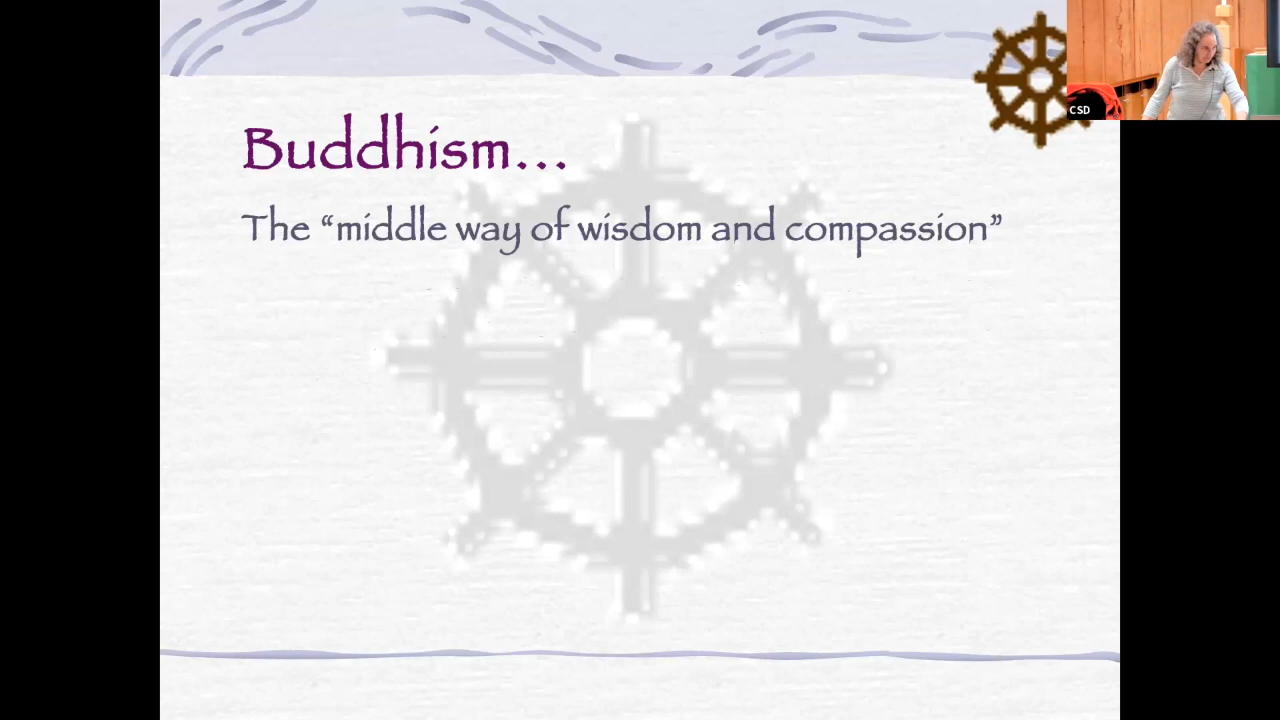 Buddhism…
The “middle way of wisdom and compassion”
CSD